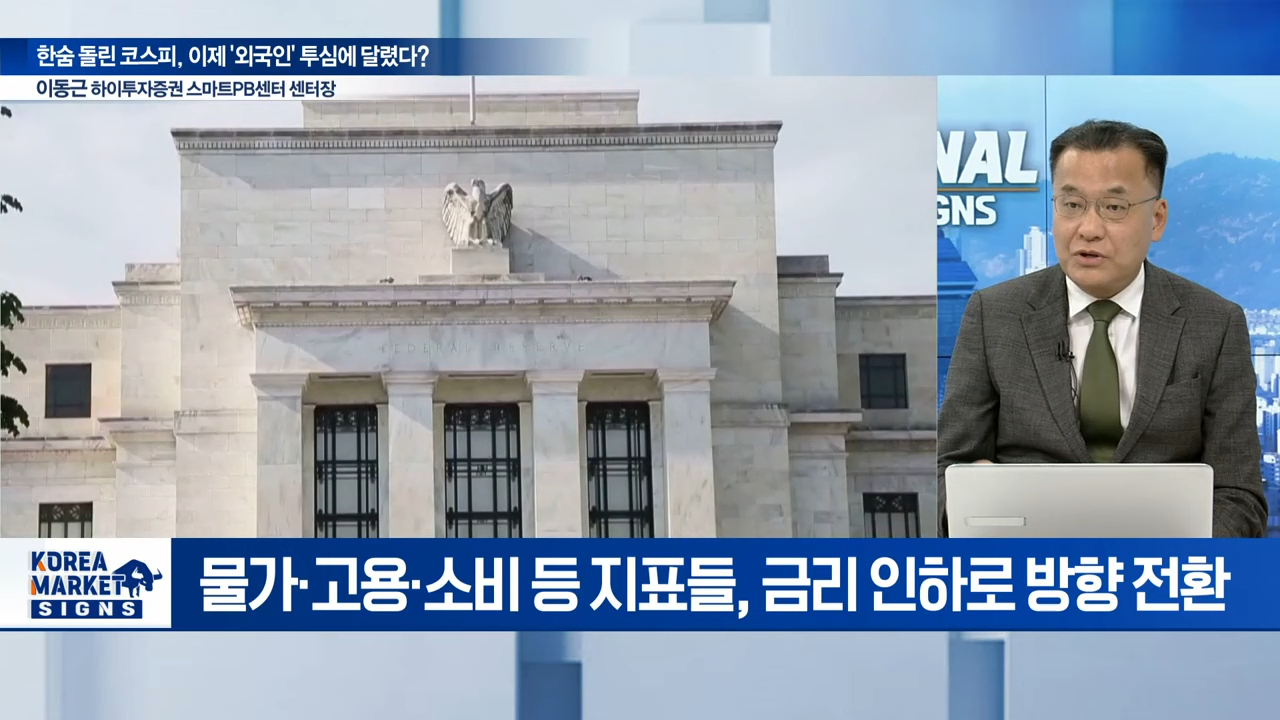 한숨 돌린 코스피, 이제 '외국인' 투심에 달렸다?
이동근 하이투자증권 스마트PB센터 센터장
NAL
GNS
FEDERAL RESERVE
KOREA
MARKET
SIGNS
물가·고용·소비 등 지표들, 금리 인하로 방향 전환